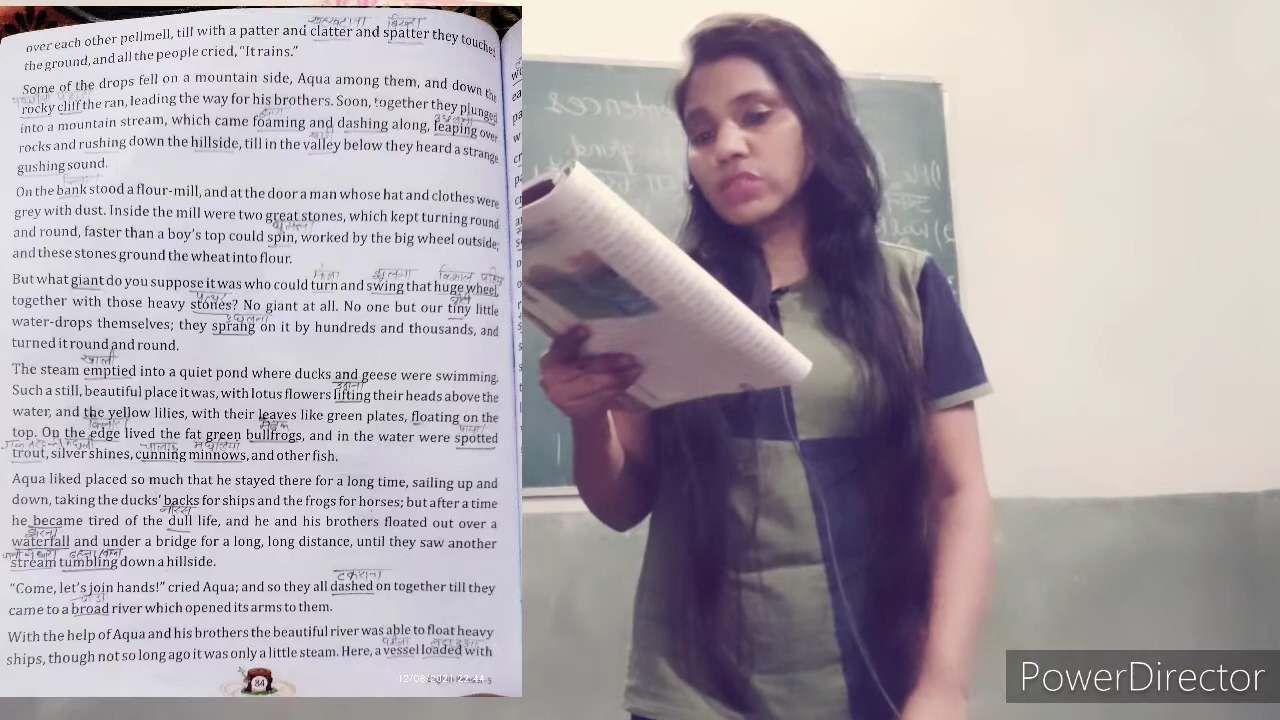 over each other pellmell, till with a patter and clatter and spatter they touches
the ground, and all the people cried, "It rains."
Some of the drops fell on a mountain side, Aqua among them, and down the
rocky cliff the ran, leading the way for his brothers. Soon, together they plunged
into a mountain stream, which came foaming and dashing along, leaping over
rocks and rushing down the hillside, till in the valley below they heard a strange
gushing sound.
On the bank stood a flour-mill, and at the door a man whose hat and clothes were
grey with dust. Inside the mill were two great stones, which kept turning round
and round, faster than a boy's top could spin, worked by the big wheel outside;
and these stones ground the wheat into flour.
But what giant do you suppose it was who could turn and swing that huge wheel,
together with those heavy stones? No giant at all. No one but our tiny little
water-drops themselves; they sprang on it by hundreds and thousands, and
turned it round and round.
खाली
The steam emptied into a quiet pond where ducks and geese were swimming.
Such a still, beautiful place it was, with lotus flowers lifting their heads above the
water, and the yellow lilies, with their leaves like green plates, floating on the
top. On the edge lived the fat green bullfrogs, and in the water were spotted
trout, silver shines, cunning minnows, and other fish.
Aqua liked placed so much that he stayed there for a long time, sailing up and
down, taking the ducks' backs for ships and the frogs for horses; but after a time
नीरस
he became tired of the dull life, and he and his brothers floated out over a
झरना
waterfall and under a bridge for a long, long distance, until they saw another
stream tumbling down a hillside.
टकराना
"Come, let's join hands!" cried Aqua; and so they all dashed on together till they
came to a broad river which opened its arms to them.
With the help of Aqua and his brothers the beautiful river was able to float heavy
ships, though not so long ago it was only a little steam. Here, a vessel loaded with
84
12/08/2021 22:44
PowerDirector